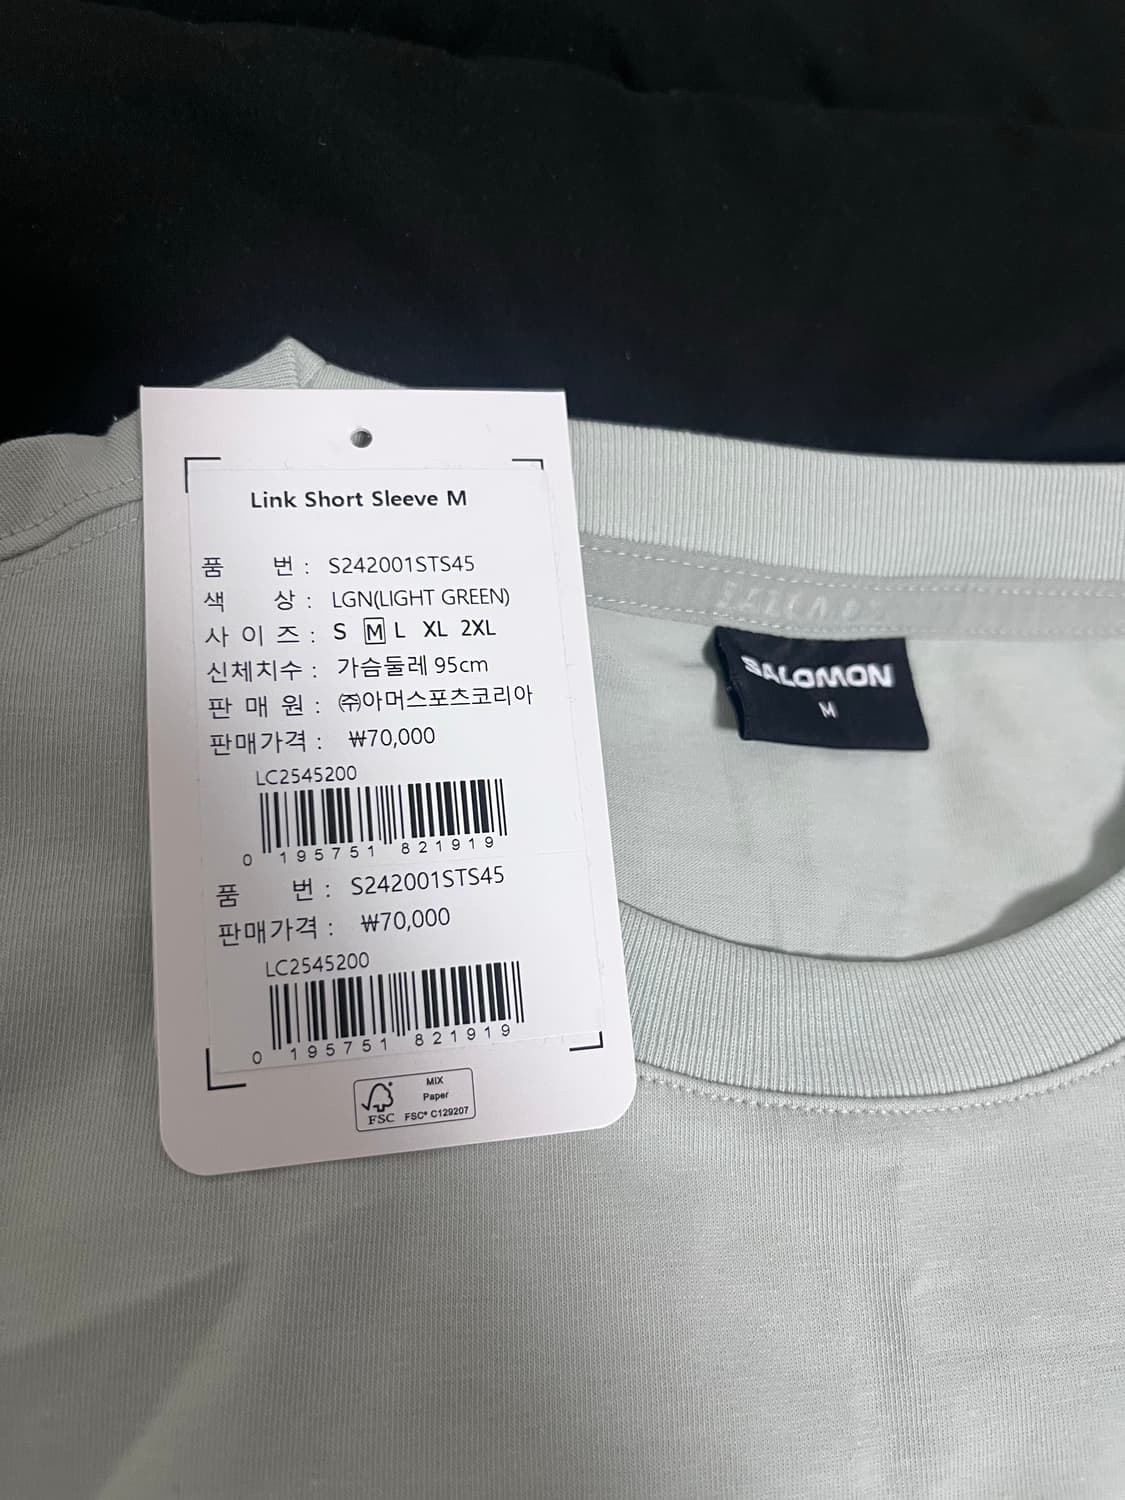 Link Short Sleeve M
품 번 : S242001STS45
색 상 : LGN(LIGHT GREEN)
사 이 즈 : S M L XL 2XL
신체치수 : 가슴둘레 95cm
판 매 원 : ㈜아머스포츠코리아
판매가격 : ₩70,000
LC2545200
0 195751 821919
품 번 : S242001STS45
판매가격 : ₩70,000
LC2545200
0 195751 821919
FSC
MIX
Paper
FSC® C129207
SALOMON
M